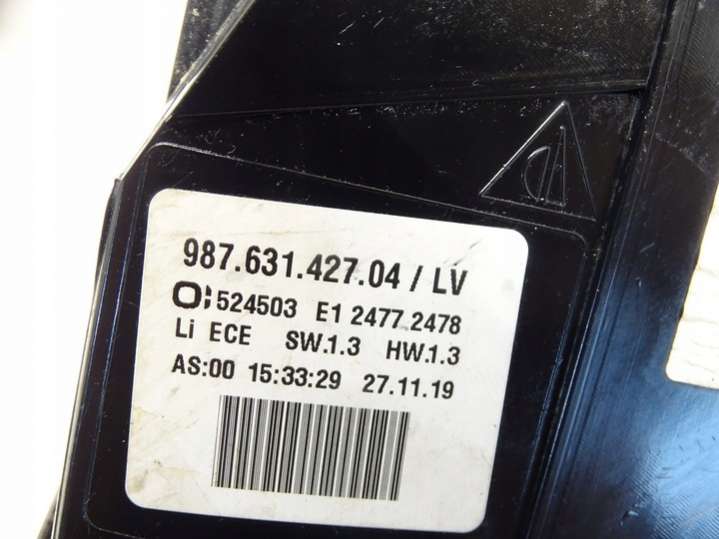 987.631.427.04 / LV
524503 E1 2477.2478
Li ECE SW.1.3 HW.1.3
AS:00 15:33:29 27.11.19